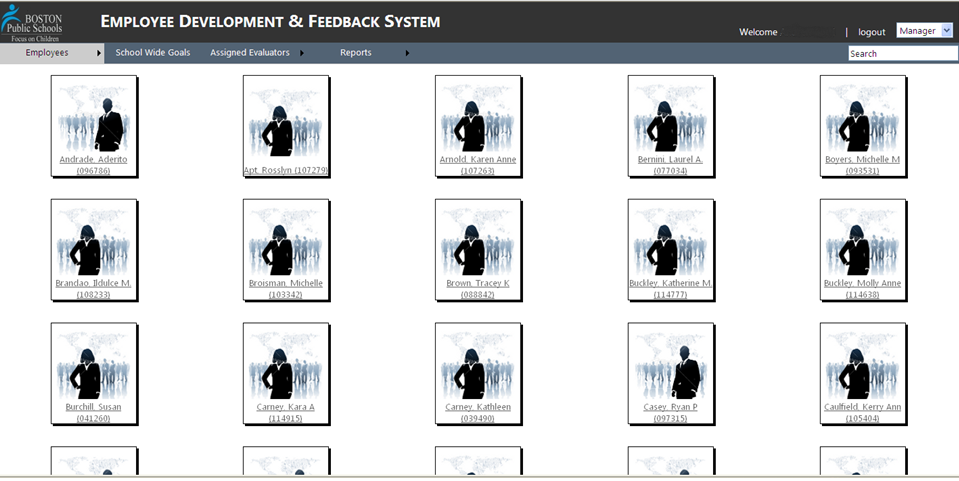 BOSTON
Public Schools
Focus on Children
EMPLOYEE DEVELOPMENT & FEEDBACK SYSTEM
Welcome | logout Manager
Employees School Wide Goals Assigned Evaluators Reports Search
Andrade, Aderito
(096786)
Apt, Rosslyn (107279)
Arnold, Karen Anne
(107263)
Bernini, Laurel A.
(077034)
Boyers, Michelle M
(093531)
Brandao, Ildulce M.
(108233)
Broisman, Michelle
(103342)
Brown, Tracey K
(088842)
Buckley, Katherine M.
(114777)
Buckley, Molly Anne
(114638)
Burchill, Susan
(041260)
Carney, Kara A
(114915)
Carney, Kathleen
(039490)
Casey, Ryan P
(097315)
Caulfield, Kerry Ann
(105404)